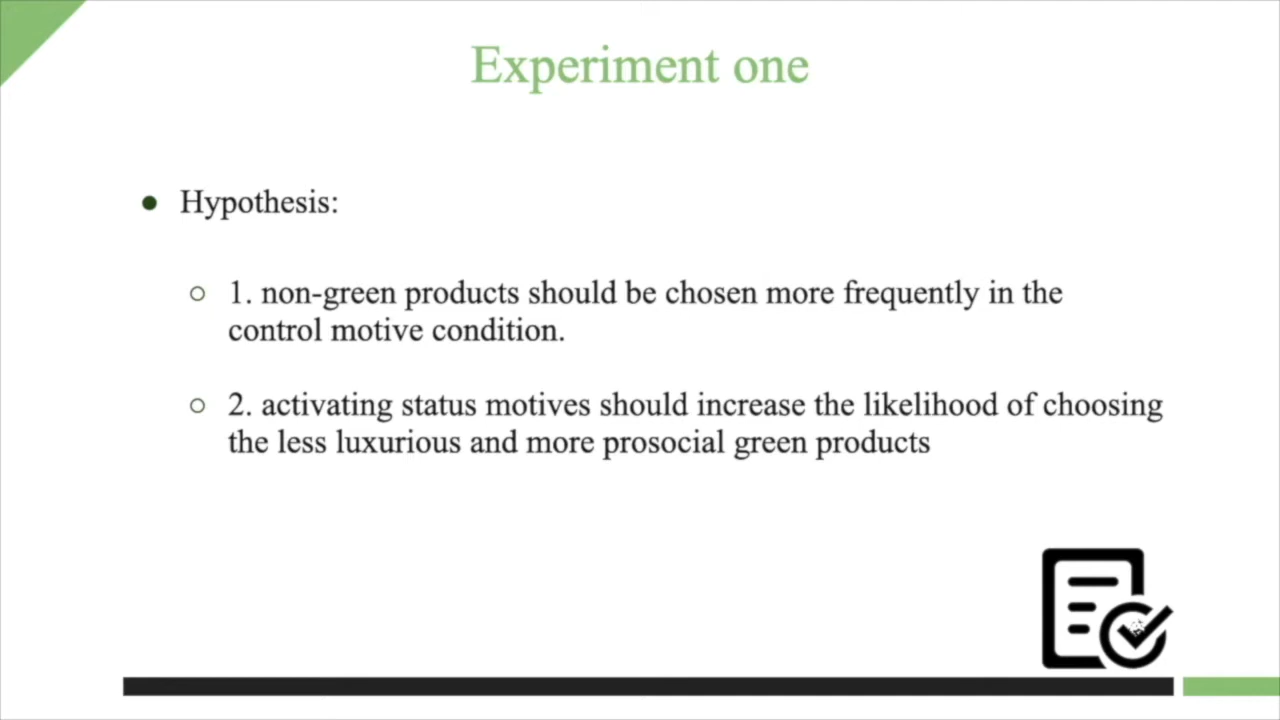 Experiment one
Hypothesis:
1. non-green products should be chosen more frequently in the
control motive condition.
2. activating status motives should increase the likelihood of choosing
the less luxurious and more prosocial green products